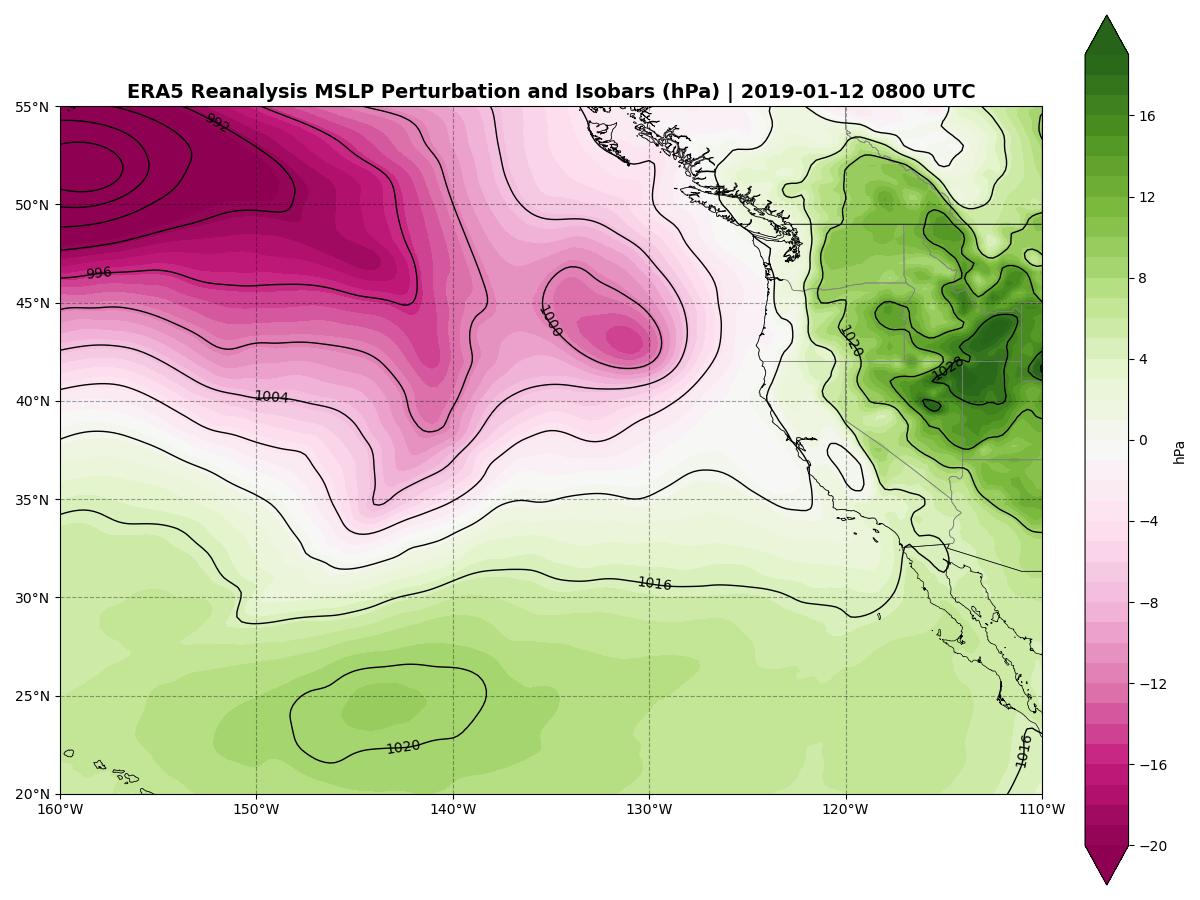 ERA5 Reanalysis MSLP Perturbation and Isobars (hPa) | 2019-01-12 0800 UTC
55°N
50°N
45°N
40°N
35°N
30°N
25°N
20°N
160°W
150°W
140°W
130°W
120°W
110°W
992
996
1000
1004
1020
1028
1016
1020
1016
16
12
8
4
0
−4
−8
−12
−16
−20
hPa